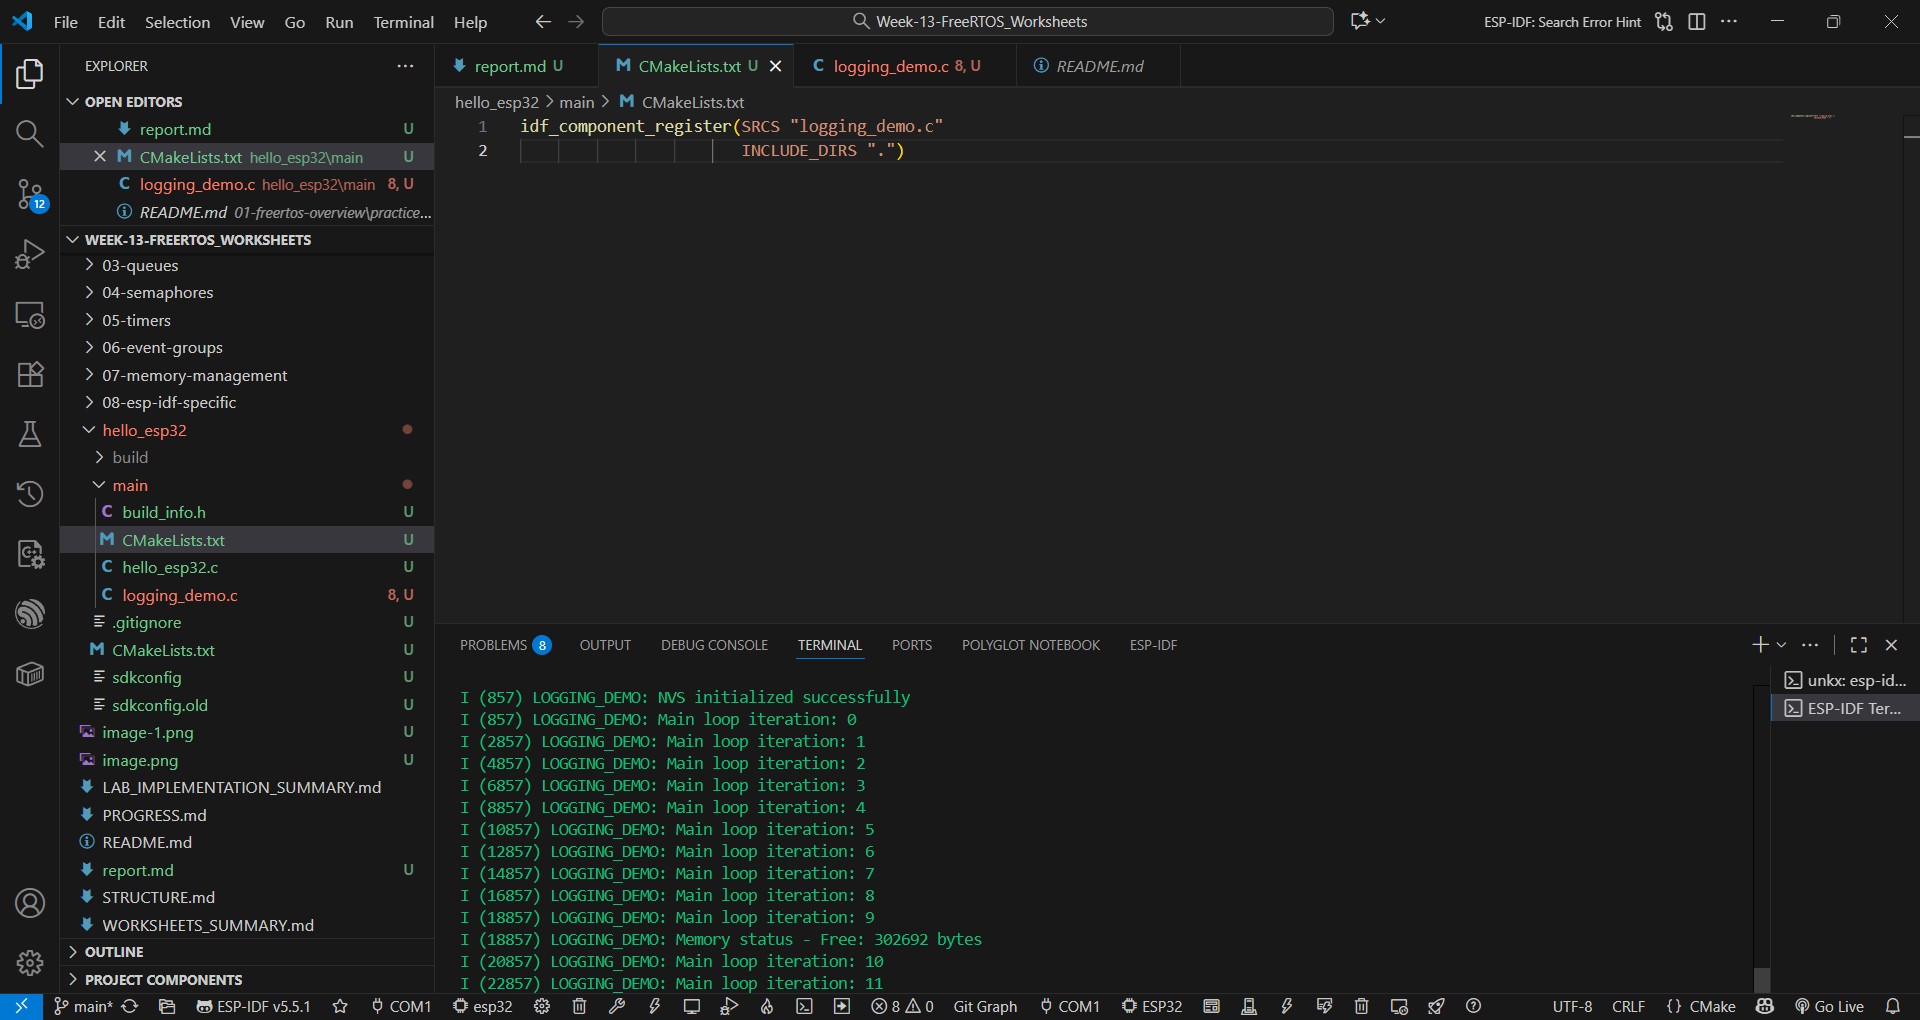 File Edit Selection View Go Run Terminal Help
Week-13-FreeRTOS_Worksheets
ESP-IDF: Search Error Hint
EXPLORER
OPEN EDITORS
report.md U
CMakeLists.txt hello_esp32\main U
logging_demo.c hello_esp32\main 8, U
README.md 01-freertos-overview\practice...
WEEK-13-FREERTOS_WORKSHEETS
03-queues
04-semaphores
05-timers
06-event-groups
07-memory-management
08-esp-idf-specific
hello_esp32
build
main
build_info.h U
CMakeLists.txt U
hello_esp32.c U
logging_demo.c 8, U
.gitignore U
CMakeLists.txt U
sdkconfig U
sdkconfig.old U
image-1.png U
image.png U
LAB_IMPLEMENTATION_SUMMARY.md
PROGRESS.md
README.md
report.md U
STRUCTURE.md
WORKSHEETS_SUMMARY.md
OUTLINE
PROJECT COMPONENTS
12
report.md U
CMakeLists.txt U
logging_demo.c 8, U
README.md
hello_esp32 > main > CMakeLists.txt
1 idf_component_register(SRCS "logging_demo.c"
2 INCLUDE_DIRS ".")
PROBLEMS 8 OUTPUT DEBUG CONSOLE TERMINAL PORTS POLYGLOT NOTEBOOK ESP-IDF
I (857) LOGGING_DEMO: NVS initialized successfully
I (857) LOGGING_DEMO: Main loop iteration: 0
I (2857) LOGGING_DEMO: Main loop iteration: 1
I (4857) LOGGING_DEMO: Main loop iteration: 2
I (6857) LOGGING_DEMO: Main loop iteration: 3
I (8857) LOGGING_DEMO: Main loop iteration: 4
I (10857) LOGGING_DEMO: Main loop iteration: 5
I (12857) LOGGING_DEMO: Main loop iteration: 6
I (14857) LOGGING_DEMO: Main loop iteration: 7
I (16857) LOGGING_DEMO: Main loop iteration: 8
I (18857) LOGGING_DEMO: Main loop iteration: 9
I (18857) LOGGING_DEMO: Memory status - Free: 302692 bytes
I (20857) LOGGING_DEMO: Main loop iteration: 10
I (22857) LOGGING_DEMO: Main loop iteration: 11
unkx: esp-id...
ESP-IDF Ter...
main* ESP-IDF v5.5.1 COM1 esp32 8 0 Git Graph COM1 ESP32 UTF-8 CRLF {} CMake Go Live